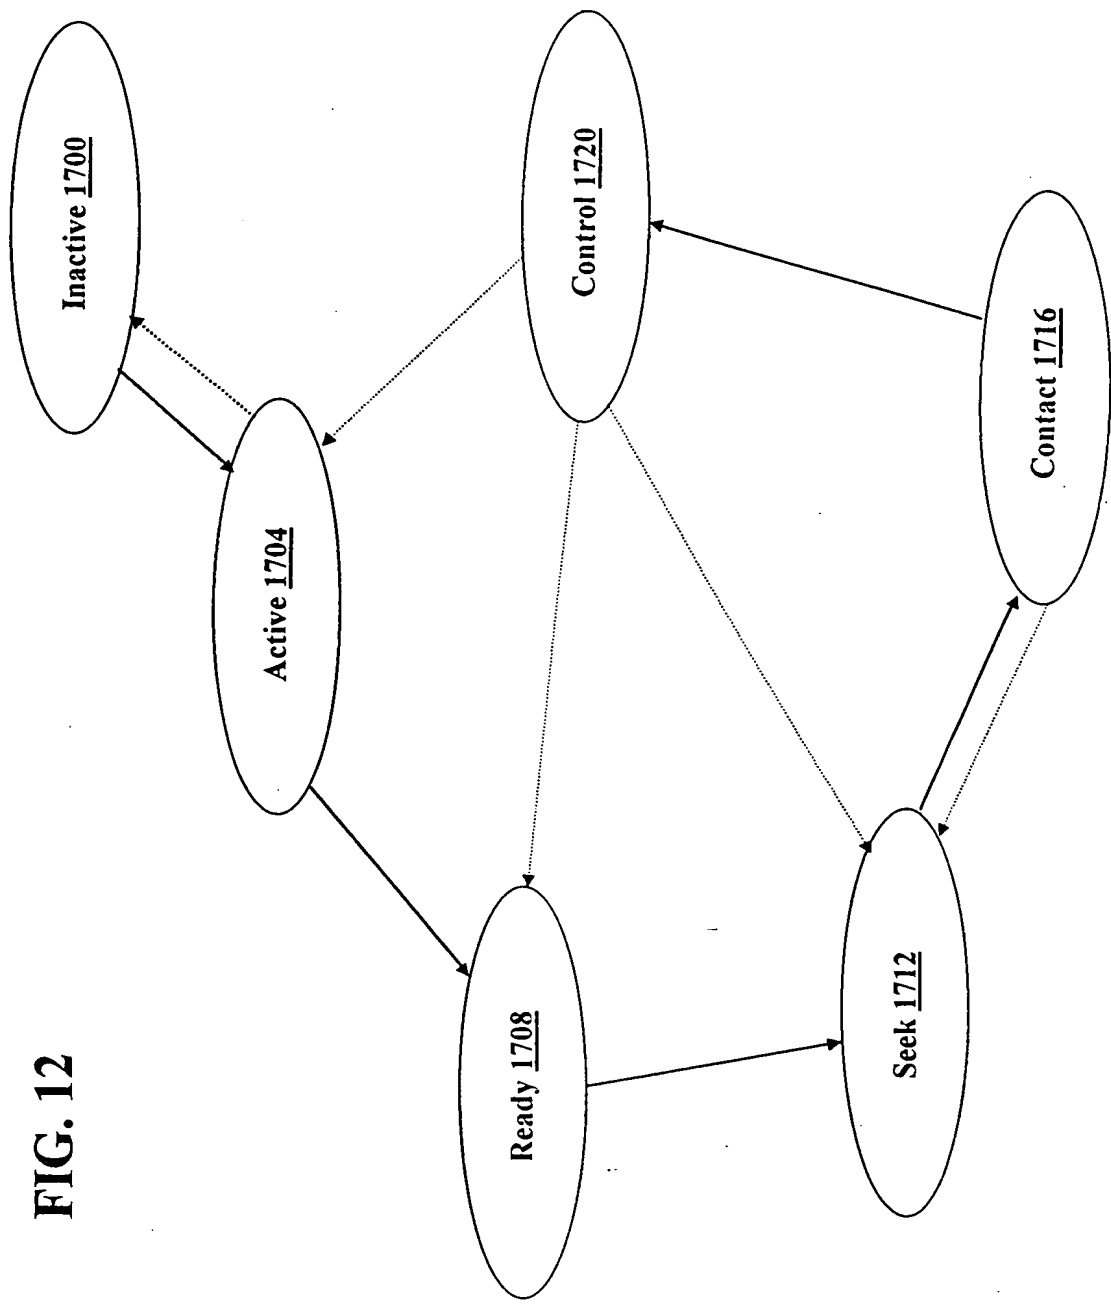 FIG. 12
Inactive 1700
Active 1704
Control 1720
Ready 1708
Seek 1712
Contact 1716